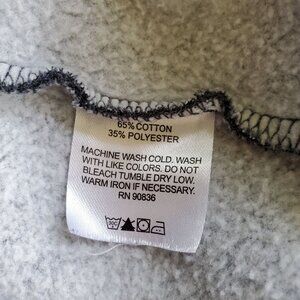 65% COTTON
35% POLYESTER
MACHINE WASH COLD. WASH
WITH LIKE COLORS. DO NOT
BLEACH TUMBLE DRY LOW.
WARM IRON IF NECESSARY.
RN 90836